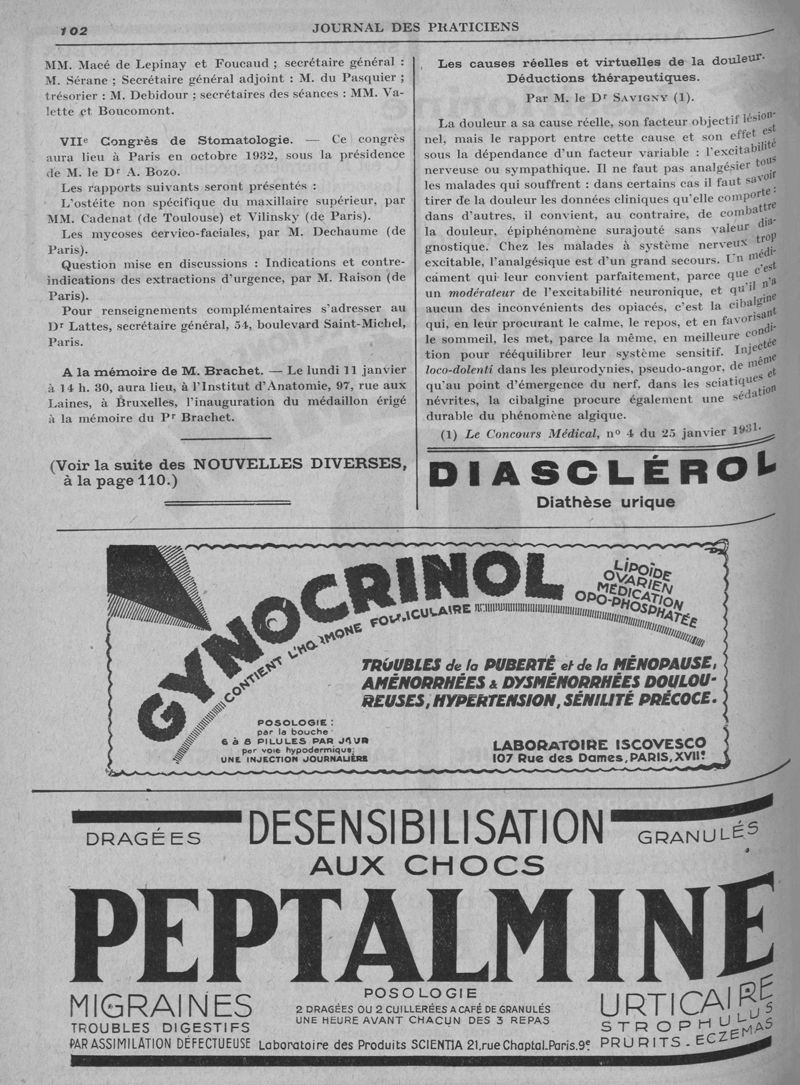 102
JOURNAL DES PRATICIENS
MM. Macé de Lepinay et Foucaud ; secrétaire général :
M. Sérane ; Secrétaire général adjoint : M. du Pasquier ;
trésorier : M. Debidour ; secrétaires des séances : MM. Va-
lette et Boucomont.
VIIe Congrès de Stomatologie. — Ce congrès
aura lieu à Paris en octobre 1932, sous la présidence
de M. le Dr A. Bozo.
Les rapports suivants seront présentés :
L'ostéite non spécifique du maxillaire supérieur, par
MM. Cadenat (de Toulouse) et Vilinsky (de Paris).
Les mycoses cervico-faciales, par M. Dechaume (de
Paris).
Question mise en discussions : Indications et contre-
indications des extractions d'urgence, par M. Raison (de
Paris).
Pour renseignements complémentaires s'adresser au
Dr Lattes, secrétaire général, 54, boulevard Saint-Michel,
Paris.
A la mémoire de M. Brachet. — Le lundi 11 janvier
à 14 h. 30, aura lieu, à l'Institut d'Anatomie, 97, rue aux
Laines, à Bruxelles, l'inauguration du médaillon érigé
à la mémoire du Pr Brachet.
(Voir la suite des NOUVELLES DIVERSES,
à la page 110.)
Les causes réelles et virtuelles de la douleur.
Déductions thérapeutiques.
Par M. le Dr SAVIGNY (1).
La douleur a sa cause réelle, son facteur objectif lésion-
nel, mais le rapport entre cette cause et son effet est
sous la dépendance d'un facteur variable : l'excitabilité
nerveuse ou sympathique. Il ne faut pas analgésier tous
les malades qui souffrent : dans certains cas il faut savoir
tirer de la douleur les données cliniques qu'elle comporte :
dans d'autres, il convient, au contraire, de combattre
la douleur, épiphénomène surajouté sans valeur dia-
gnostique. Chez les malades à système nerveux trop
excitable, l'analgésique est d'un grand secours. Un médi-
cament qui leur convient parfaitement, parce que c'est
un modérateur de l'excitabilité neuronique, et qu'il n'a
aucun des inconvénients des opiacés, c'est la cibalgine
qui, en leur procurant le calme, le repos, et en favorisant
le sommeil, les met, parce la même, en meilleure condi-
tion pour rééquilibrer leur système sensitif. Injectée
loco-dolenti dans les pleurodynies, pseudo-angor, de même
qu'au point d'émergence du nerf, dans les sciatiques et
névrites, la cibalgine procure également une sédation
durable du phénomène algique.
(1) Le Concours Médical, no 4 du 25 janvier 1931.
DIASCLÉROL
Diathèse urique
GYNOCRINOL
LIPOÏDE
OVARIEN
MÉDICATION
OPO-PHOSPHATÉE
CONTIENT L'HORMONE FOLLICULAIRE
TROUBLES de la PUBERTÉ et de la MÉNOPAUSE,
AMÉNORRHÉES & DYSMÉNORRHÉES DOULOU-
REUSES, HYPERTENSION, SÉNILITÉ PRÉCOCE.
POSOLOGIE :
par la bouche
6 à 8 PILULES PAR JOUR
par voie hypodermique:
UNE INJECTION JOURNALIÈRE
LABORATOIRE ISCOVESCO
107 Rue des Dames, PARIS, XVIIe
DRAGÉES
DESENSIBILISATION
GRANULÉS
AUX CHOCS
PEPTALMINE
MIGRAINES
TROUBLES DIGESTIFS
PAR ASSIMILATION DÉFECTUEUSE
POSOLOGIE
2 DRAGÉES OU 2 CUILLERÉES A CAFÉ DE GRANULÉS
UNE HEURE AVANT CHACUN DES 3 REPAS
Laboratoire des Produits SCIENTIA 21, rue Chaptal. Paris. 9e
URTICAIRE
STROPHULUS
PRURITS - ECZEMAS